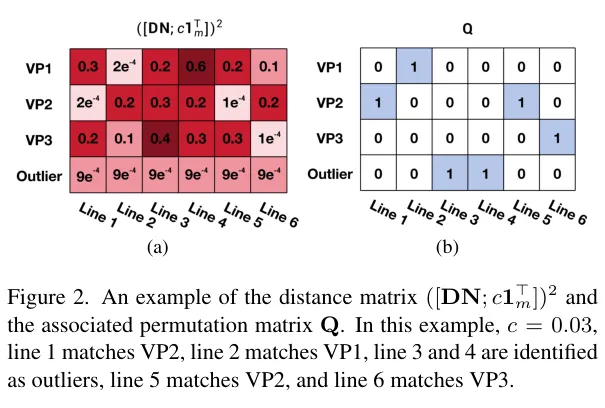 ([DN; c1⊤m])²
VP1 0.3 2e⁻⁴ 0.2 0.6 0.2 0.1
VP2 2e⁻⁴ 0.2 0.3 0.2 1e⁻⁴ 0.2
VP3 0.2 0.1 0.4 0.3 0.3 1e⁻⁴
Outlier 9e⁻⁴ 9e⁻⁴ 9e⁻⁴ 9e⁻⁴ 9e⁻⁴ 9e⁻⁴
Line 1 Line 2 Line 3 Line 4 Line 5 Line 6
(a)
Q
VP1 0 1 0 0 0 0
VP2 1 0 0 0 1 0
VP3 0 0 0 0 0 1
Outlier 0 0 1 1 0 0
Line 1 Line 2 Line 3 Line 4 Line 5 Line 6
(b)
Figure 2. An example of the distance matrix ([DN; c1⊤m])² and
the associated permutation matrix Q. In this example, c = 0.03,
line 1 matches VP2, line 2 matches VP1, line 3 and 4 are identified
as outliers, line 5 matches VP2, and line 6 matches VP3.